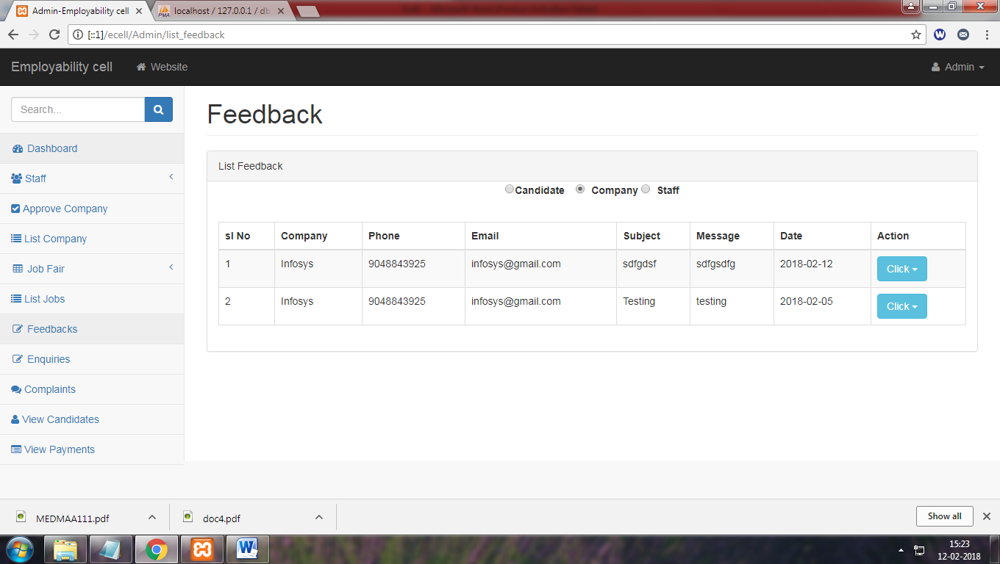 Admin-Employability cell
localhost / 127.0.0.1 / db
[::1]/ecell/Admin/list_feedback
Employability cell
Website
Admin
Search...
Dashboard
Staff
Approve Company
List Company
Job Fair
List Jobs
Feedbacks
Enquiries
Complaints
View Candidates
View Payments
Feedback
List Feedback
Candidate Company Staff
sl No Company Phone Email Subject Message Date Action
1 Infosys 9048843925 infosys@gmail.com sdfgdsf sdfgsdfg 2018-02-12 Click
2 Infosys 9048843925 infosys@gmail.com Testing testing 2018-02-05 Click
MEDMAA111.pdf
doc4.pdf
Show all
15:23
12-02-2018